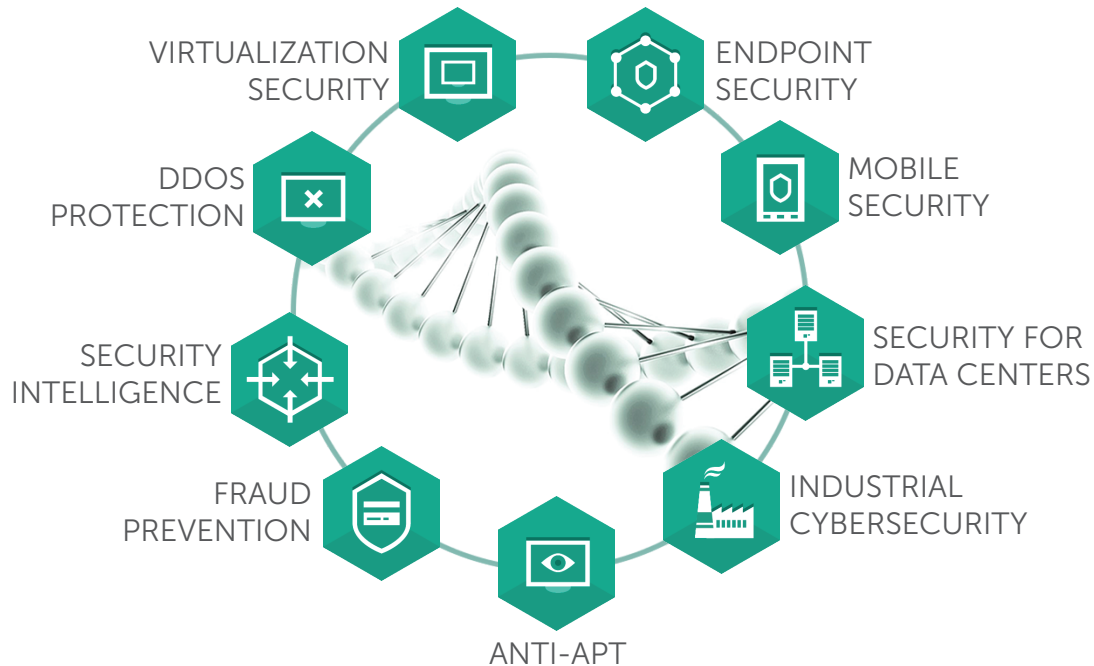 VIRTUALIZATION
SECURITY
ENDPOINT
SECURITY
DDOS
PROTECTION
MOBILE
SECURITY
SECURITY
INTELLIGENCE
SECURITY FOR
DATA CENTERS
FRAUD
PREVENTION
INDUSTRIAL
CYBERSECURITY
ANTI-APT